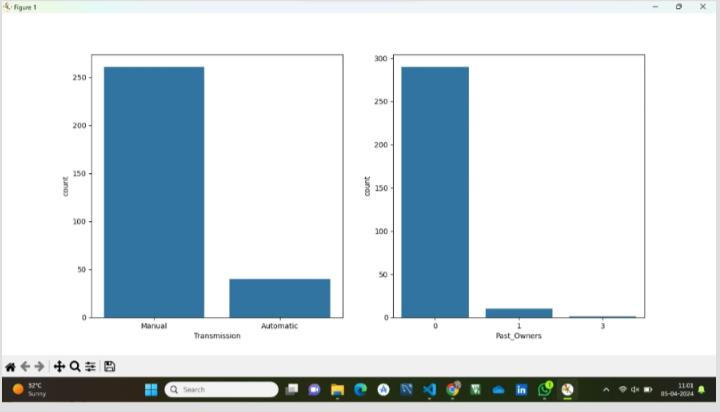 Figure 1
250
200
150
100
50
0
count
Manual
Automatic
Transmission
300
250
200
150
100
50
0
count
0
1
3
Past_Owners
32°C
Sunny
Search
11:01
05-04-2024